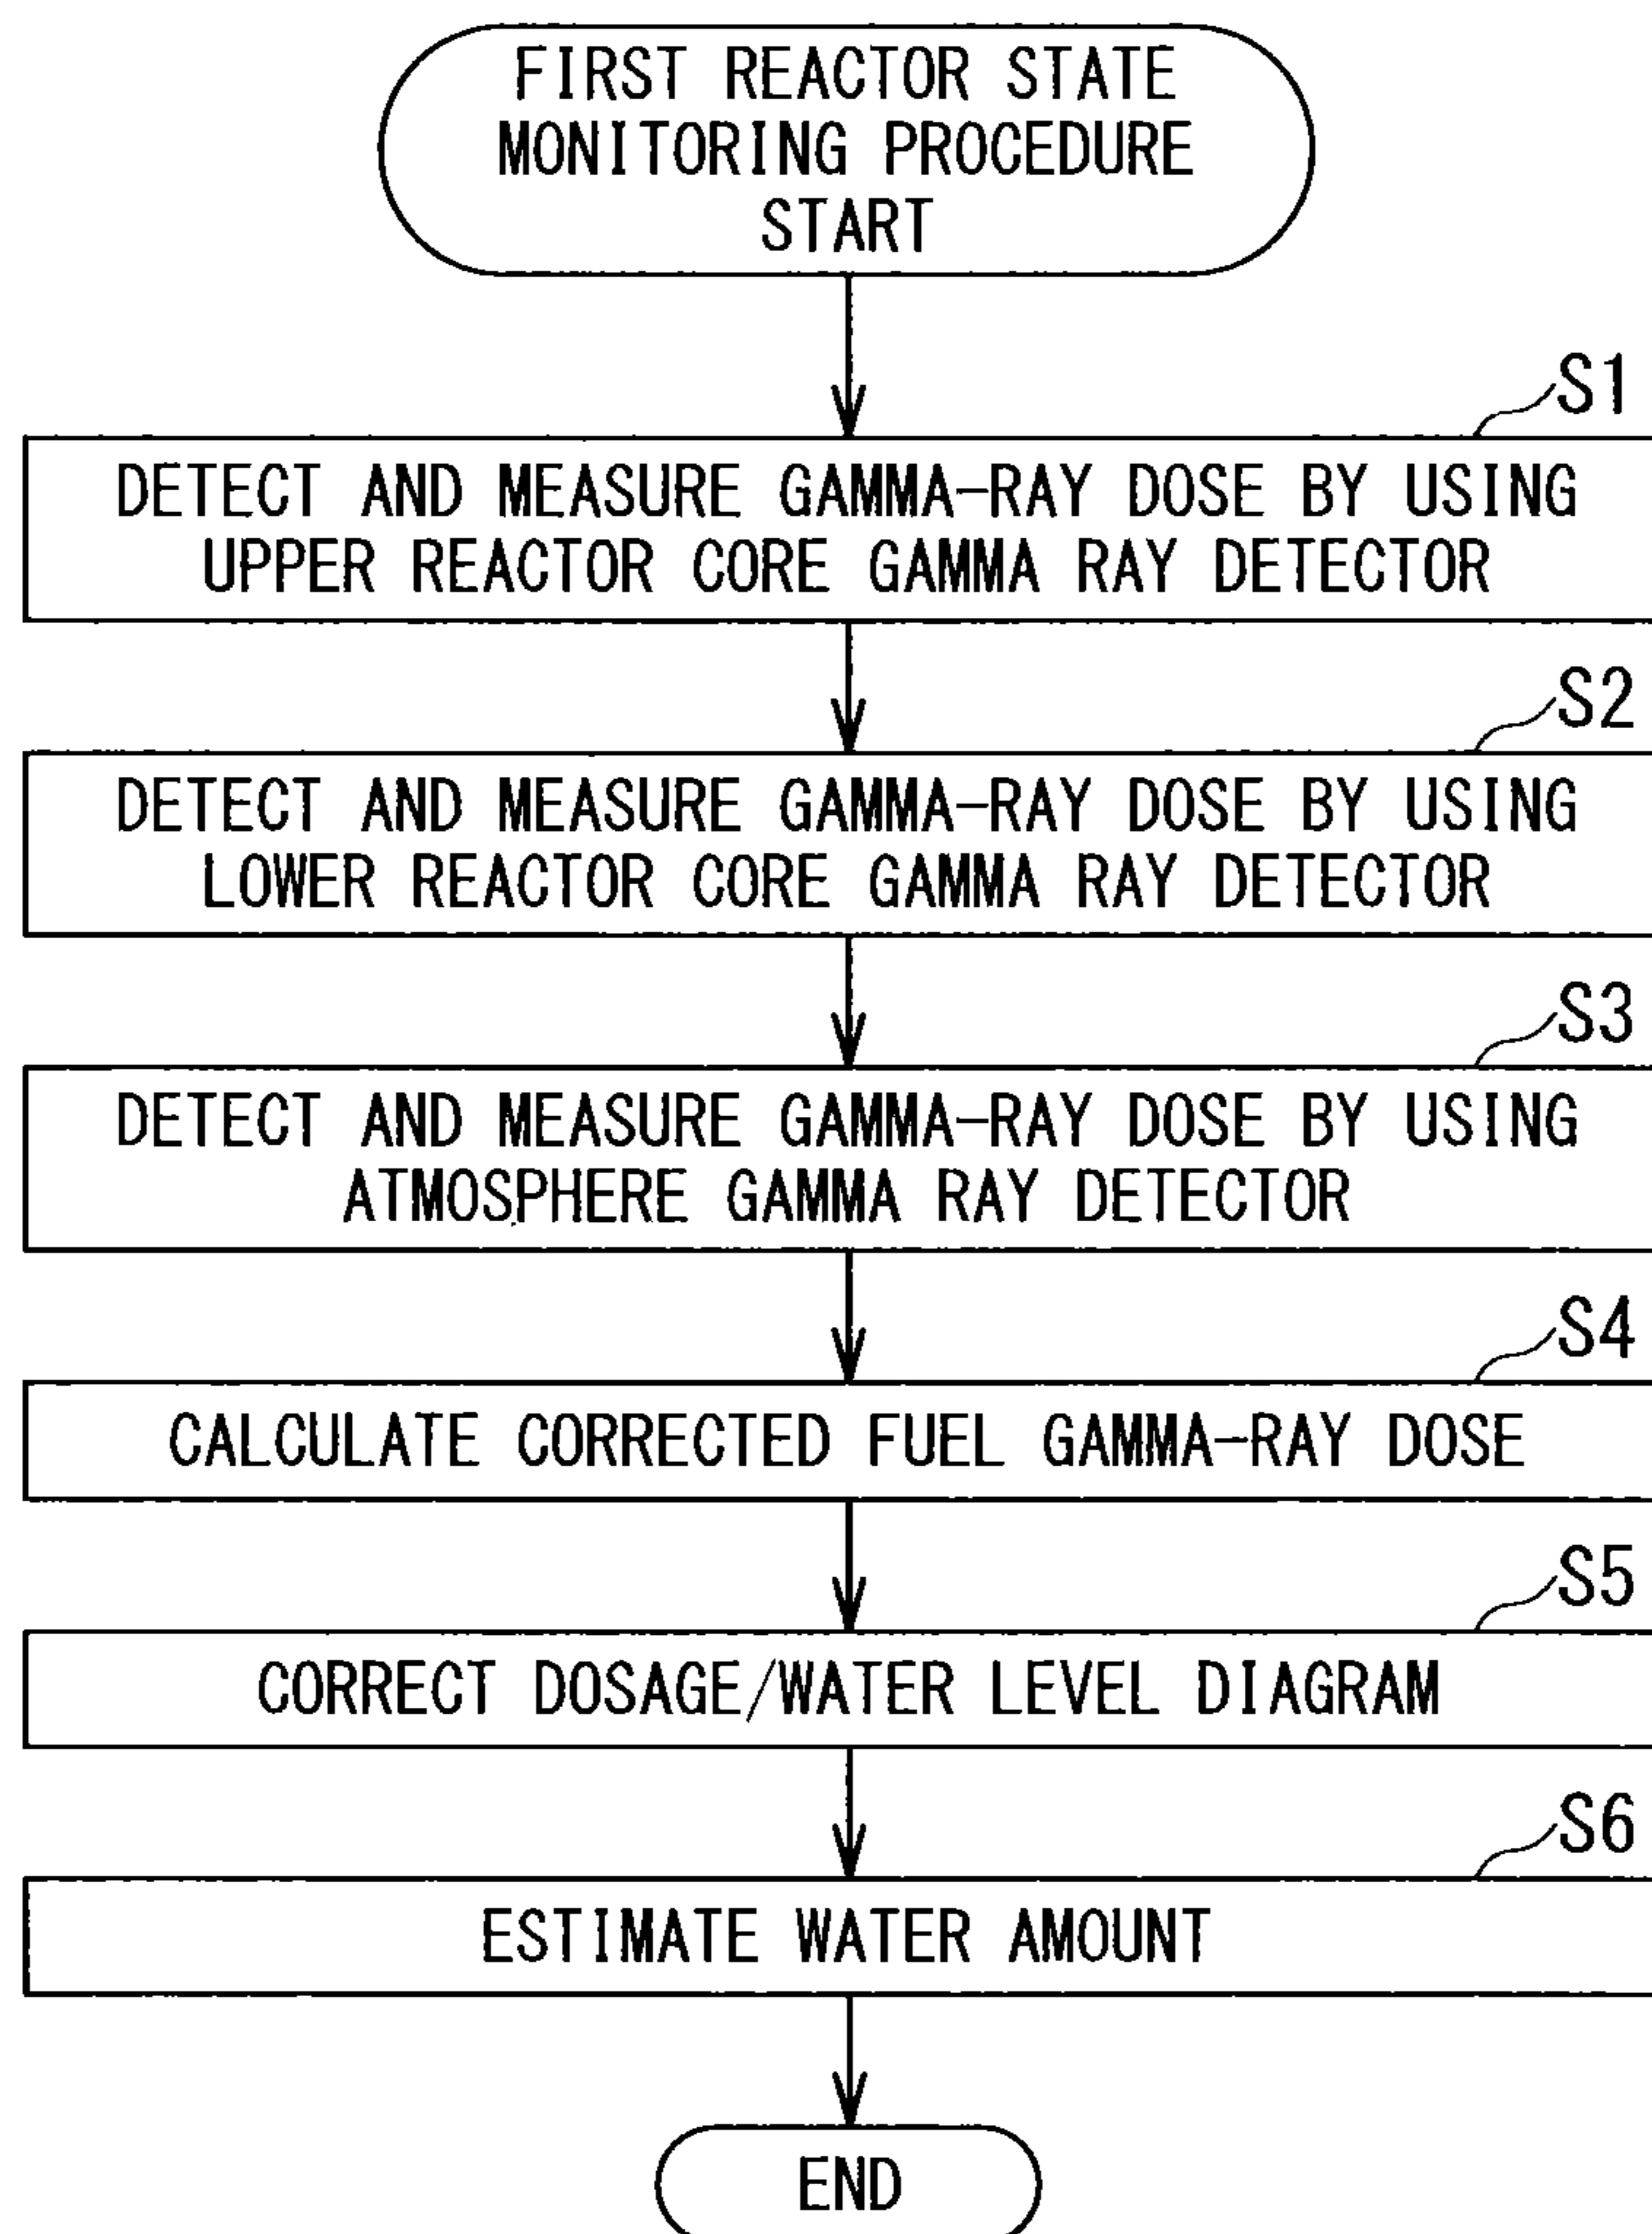 FIRST REACTOR STATE
MONITORING PROCEDURE
START
S1
DETECT AND MEASURE GAMMA-RAY DOSE BY USING
UPPER REACTOR CORE GAMMA RAY DETECTOR
S2
DETECT AND MEASURE GAMMA-RAY DOSE BY USING
LOWER REACTOR CORE GAMMA RAY DETECTOR
S3
DETECT AND MEASURE GAMMA-RAY DOSE BY USING
ATMOSPHERE GAMMA RAY DETECTOR
S4
CALCULATE CORRECTED FUEL GAMMA-RAY DOSE
S5
CORRECT DOSAGE/WATER LEVEL DIAGRAM
S6
ESTIMATE WATER AMOUNT
END